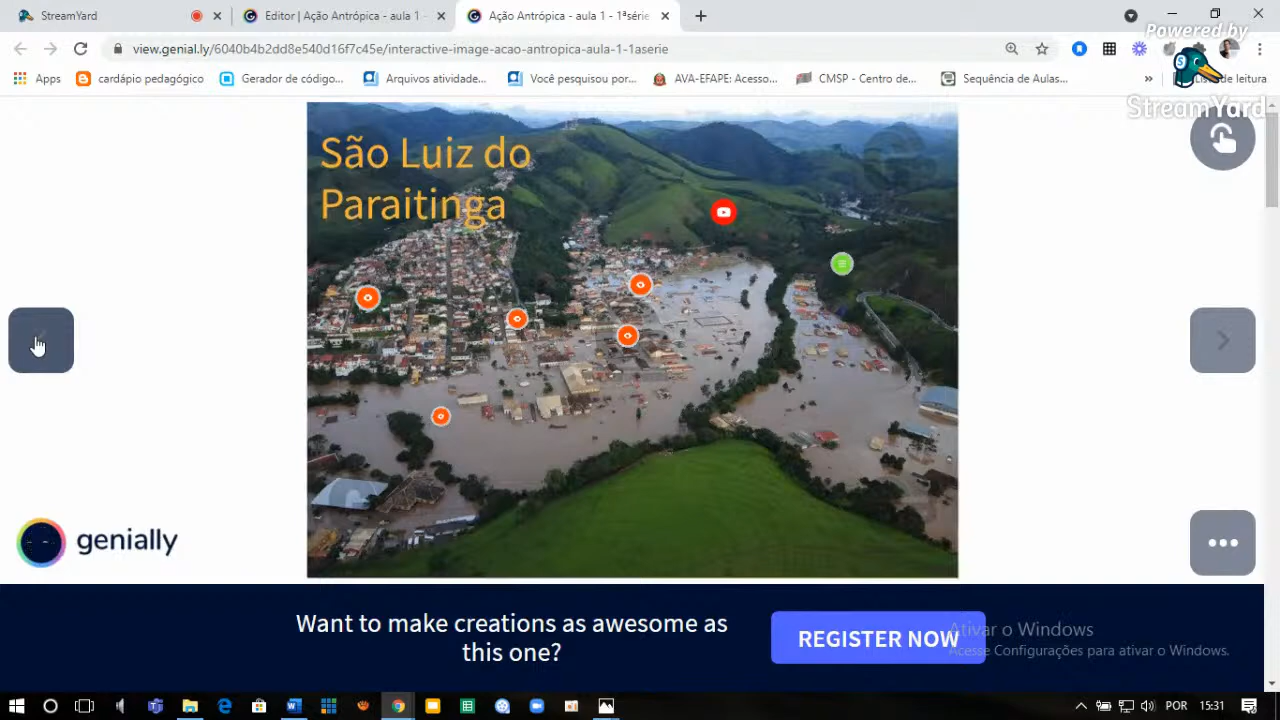 StreamYard
Editor | Ação Antrópica - aula 1 -
Ação Antrópica - aula 1 - 1ªsérie
Powered by
view.genial.ly/6040b4b2dd8e540d16f7c45e/interactive-image-acao-antropica-aula-1-1aserie
Apps
cardápio pedagógico
Gerador de código...
Arquivos atividade...
Você pesquisou por...
AVA-EFAPE: Acesso...
CMSP - Centro de...
Sequência de Aulas...
»
Lista de leitura
StreamYard
São Luiz do
Paraitinga
genially
Want to make creations as awesome as
this one?
REGISTER NOW
Ativar o Windows
Acesse Configurações para ativar o Windows.
POR
15:31